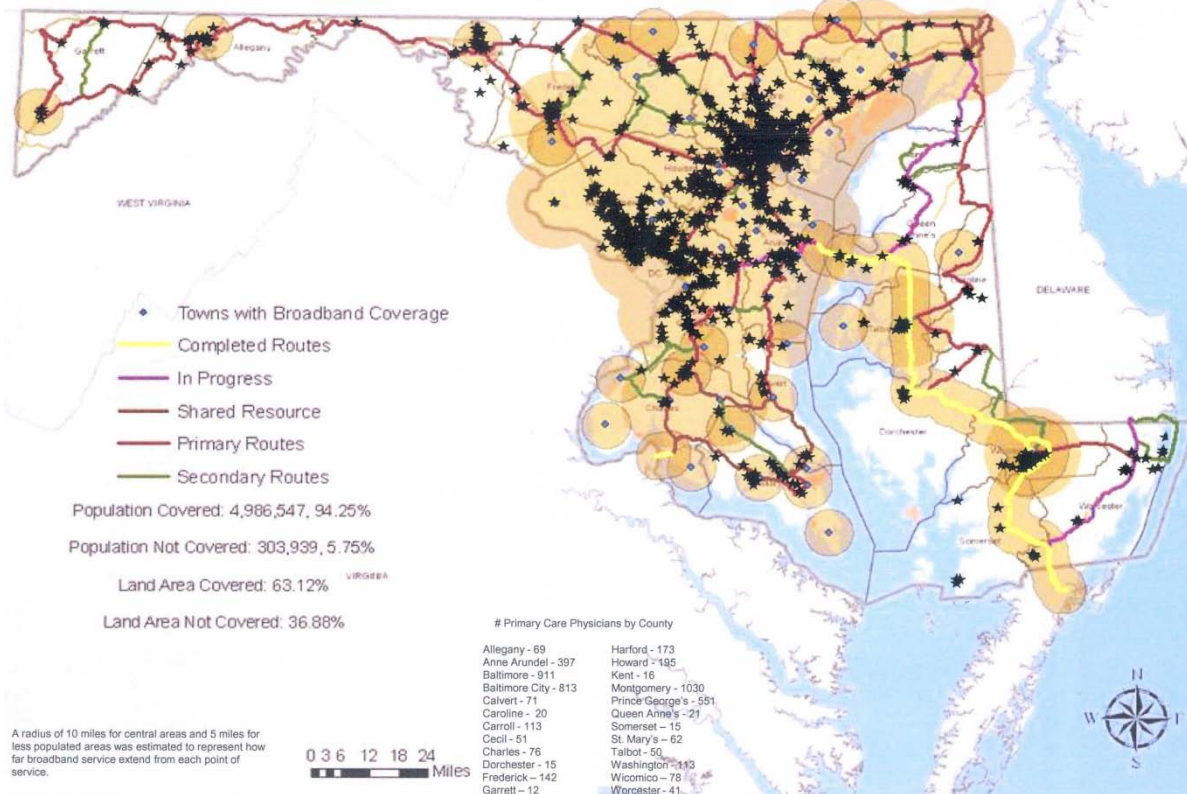 Garrett
Allegany
WEST VIRGINIA
DC
DELAWARE
Dorchester
Somerset
Worcester
Towns with Broadband Coverage
Completed Routes
In Progress
Shared Resource
Primary Routes
Secondary Routes
Population Covered: 4,986,547, 94.25%
Population Not Covered: 303,939, 5.75%
Land Area Covered: 63.12%
VIRGINIA
Land Area Not Covered: 36.88%
# Primary Care Physicians by County
Allegany - 69
Anne Arundel - 397
Baltimore - 911
Baltimore City - 813
Calvert - 71
Caroline - 20
Carroll - 113
Cecil - 51
Charles - 76
Dorchester - 15
Frederick - 142
Garrett – 12
Harford - 173
Howard - 195
Kent - 16
Montgomery - 1030
Prince George's - 551
Queen Anne's - 21
Somerset - 15
St. Mary's – 62
Talbot - 50
Washington -113
Wicomico – 78
Worcester - 41
A radius of 10 miles for central areas and 5 miles for
less populated areas was estimated to represent how
far broadband service extend from each point of
service.
0 3 6 12 18 24
Miles
N
W
S